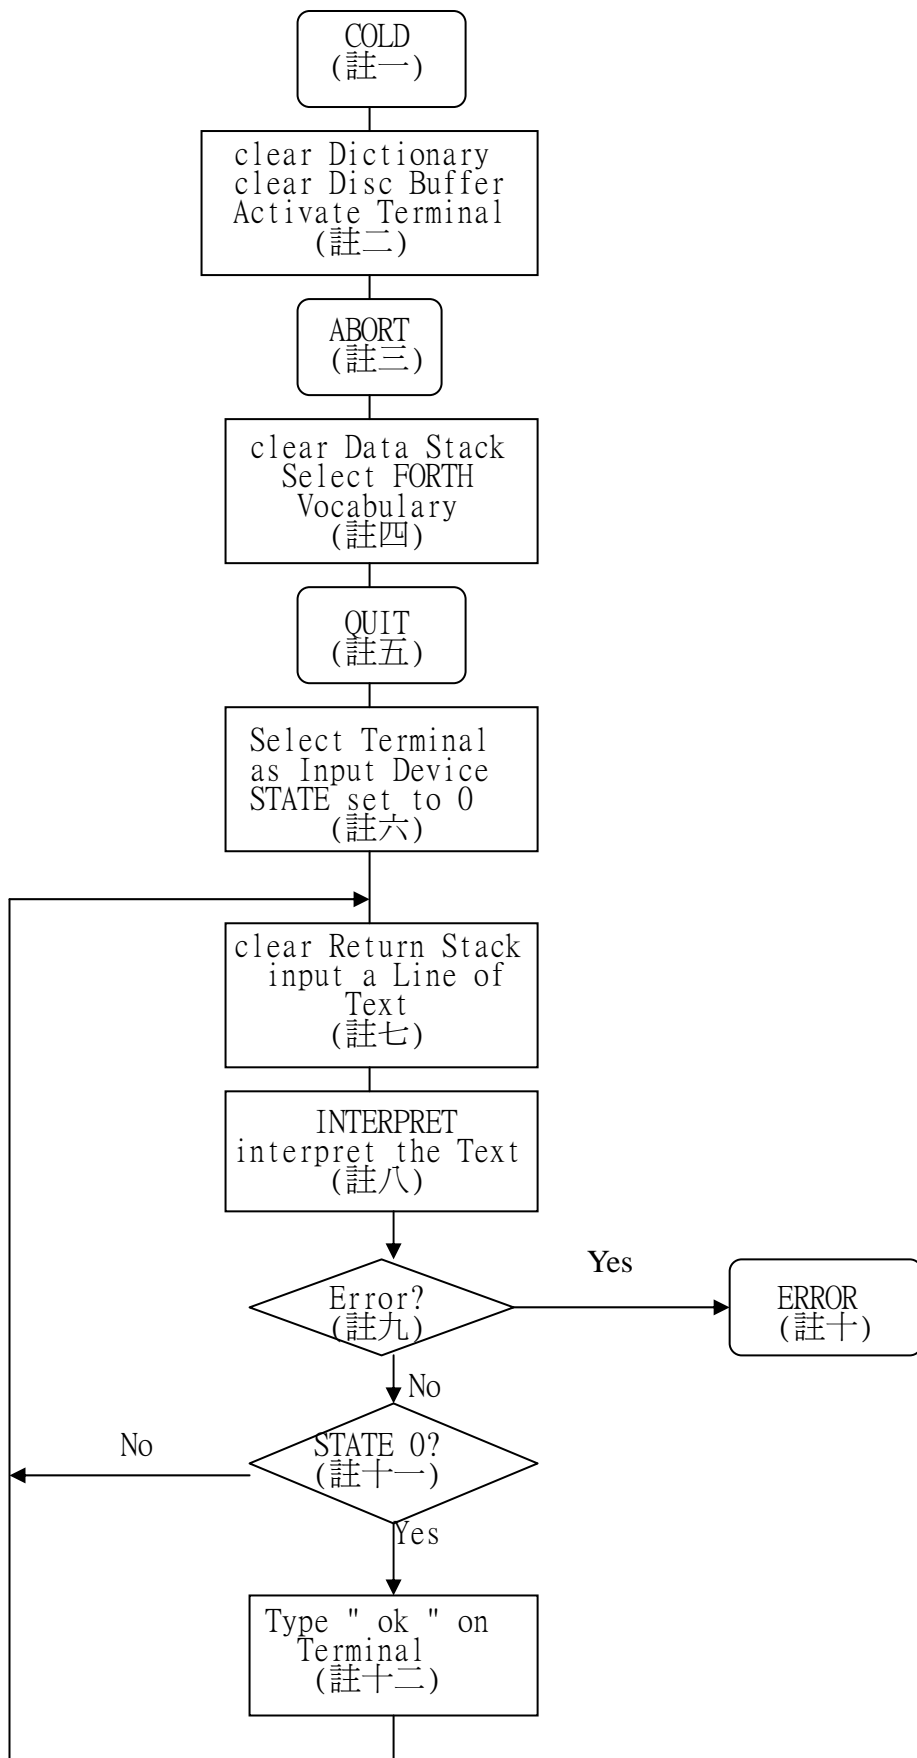 COLD
(註一)
clear Dictionary
clear Disc Buffer
Activate Terminal
(註二)
ABORT
(註三)
clear Data Stack
Select FORTH
Vocabulary
(註四)
QUIT
(註五)
Select Terminal
as Input Device
STATE set to 0
(註六)
clear Return Stack
input a Line of
Text
(註七)
INTERPRET
interpret the Text
(註八)
Yes
Error?
(註九)
ERROR
(註十)
No
No
STATE 0?
(註十一)
Yes
Type " ok " on
Terminal
(註十二)